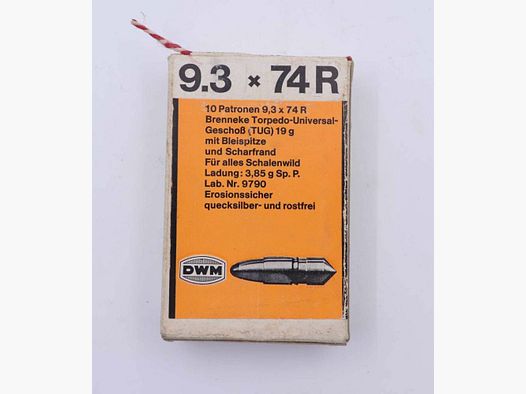 9.3 × 74 R
10 Patronen 9,3 x 74 R
Brenneke Torpedo-Universal-
Geschoß (TUG) 19 g
mit Bleispitze
und Scharfrand
Für alles Schalenwild
Ladung: 3,85 g Sp. P.
Lab. Nr. 9790
Erosionssicher
quecksilber- und rostfrei
DWM